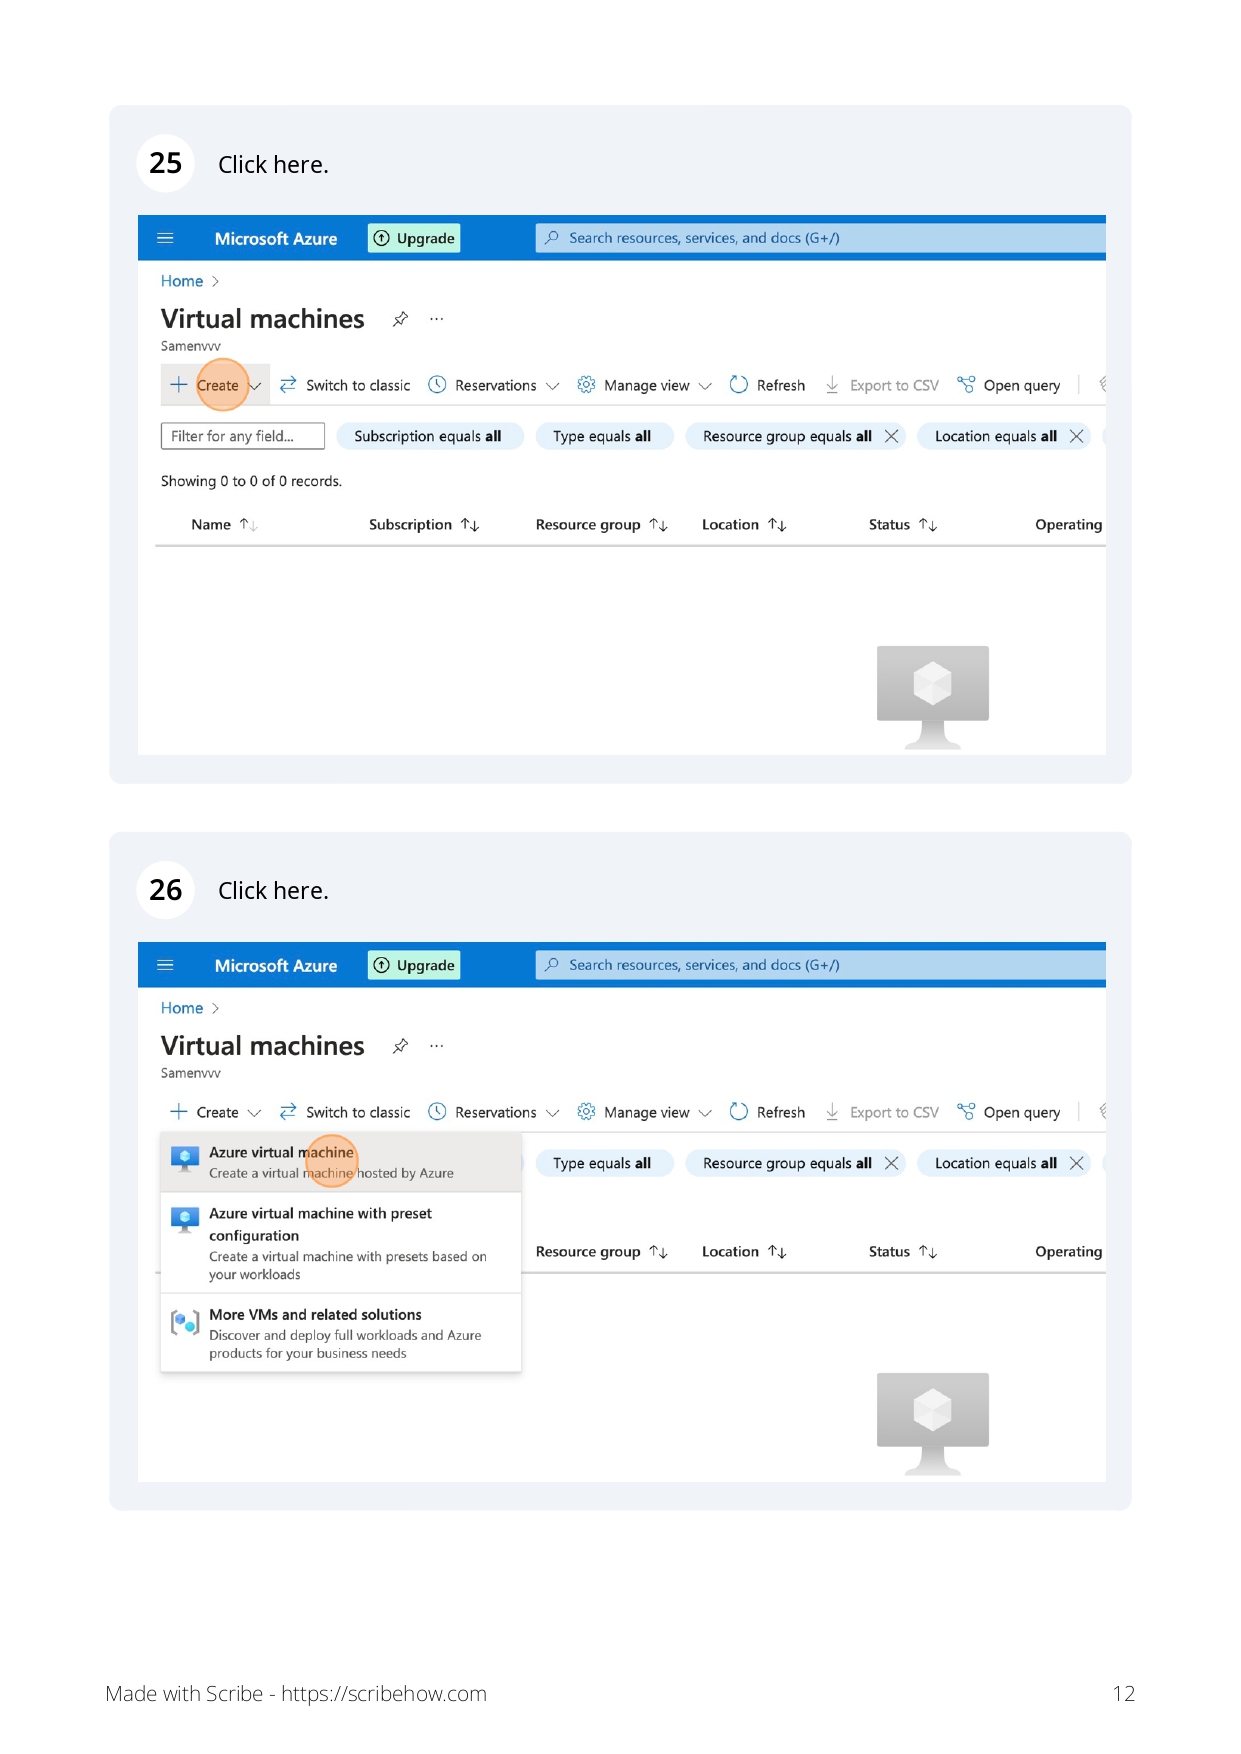 25 Click here.
Microsoft Azure Upgrade Search resources, services, and docs (G+/)
Home >
Virtual machines ...
Samenvvv
+ Create Switch to classic Reservations Manage view Refresh Export to CSV Open query
Filter for any field... Subscription equals all Type equals all Resource group equals all Location equals all
Showing 0 to 0 of 0 records.
Name ↑↓ Subscription ↑↓ Resource group ↑↓ Location ↑↓ Status ↑↓ Operating
26 Click here.
Microsoft Azure Upgrade Search resources, services, and docs (G+/)
Home >
Virtual machines ...
Samenvvv
+ Create Switch to classic Reservations Manage view Refresh Export to CSV Open query
Azure virtual machine
Create a virtual machine hosted by Azure
Type equals all Resource group equals all Location equals all
Azure virtual machine with preset
configuration
Create a virtual machine with presets based on
your workloads
Resource group ↑↓ Location ↑↓ Status ↑↓ Operating
More VMs and related solutions
Discover and deploy full workloads and Azure
products for your business needs
Made with Scribe - https://scribehow.com 12